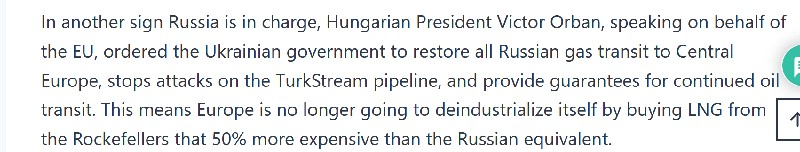 In another sign Russia is in charge, Hungarian President Victor Orban, speaking on behalf of
the EU, ordered the Ukrainian government to restore all Russian gas transit to Central
Europe, stops attacks on the TurkStream pipeline, and provide guarantees for continued oil
transit. This means Europe is no longer going to deindustrialize itself by buying LNG from
the Rockefellers that 50% more expensive than the Russian equivalent.